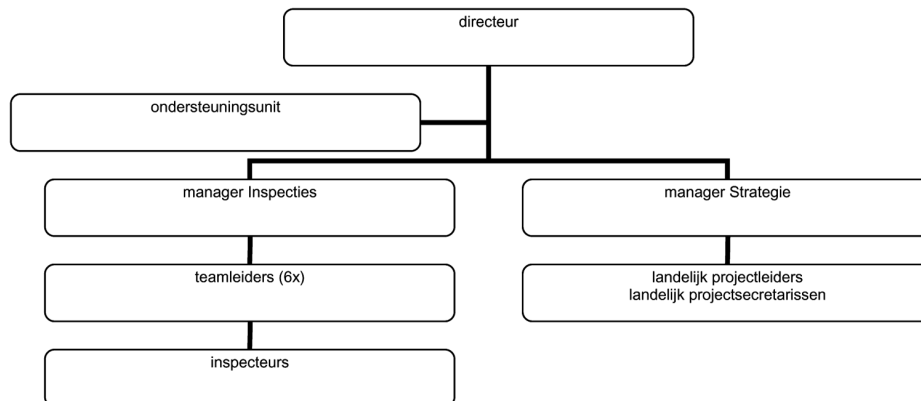 directeur
ondersteuningsunit
manager Inspecties
manager Strategie
teamleiders (6x)
landelijk projectleiders
landelijk projectsecretarissen
inspecteurs